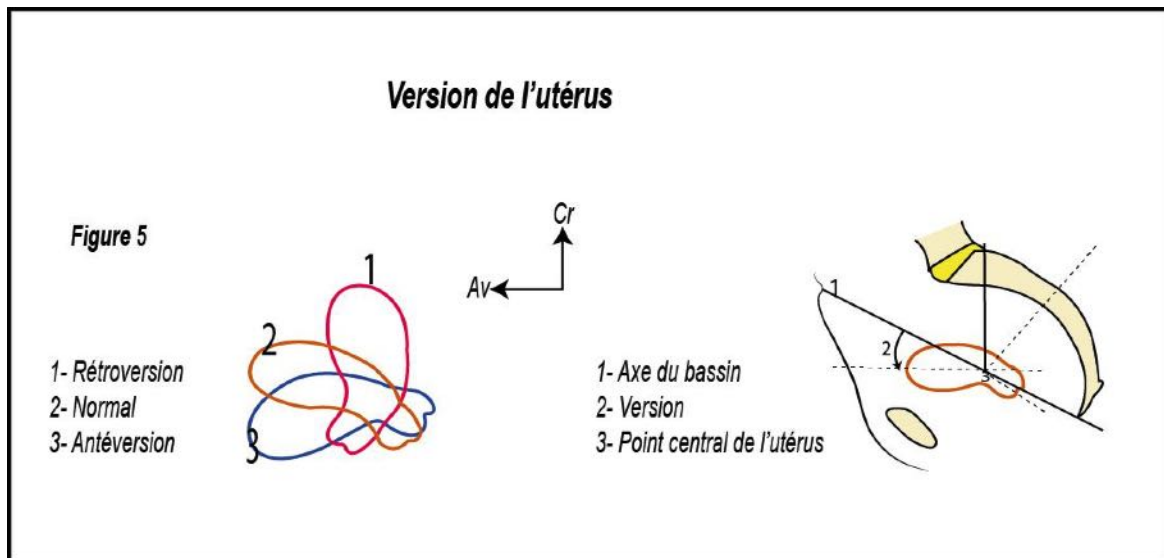 Version de l'utérus
Figure 5
Cr
Av
1
2
3
1- Rétroversion
2- Normal
3- Antéversion
1
2
3
1- Axe du bassin
2- Version
3- Point central de l'utérus